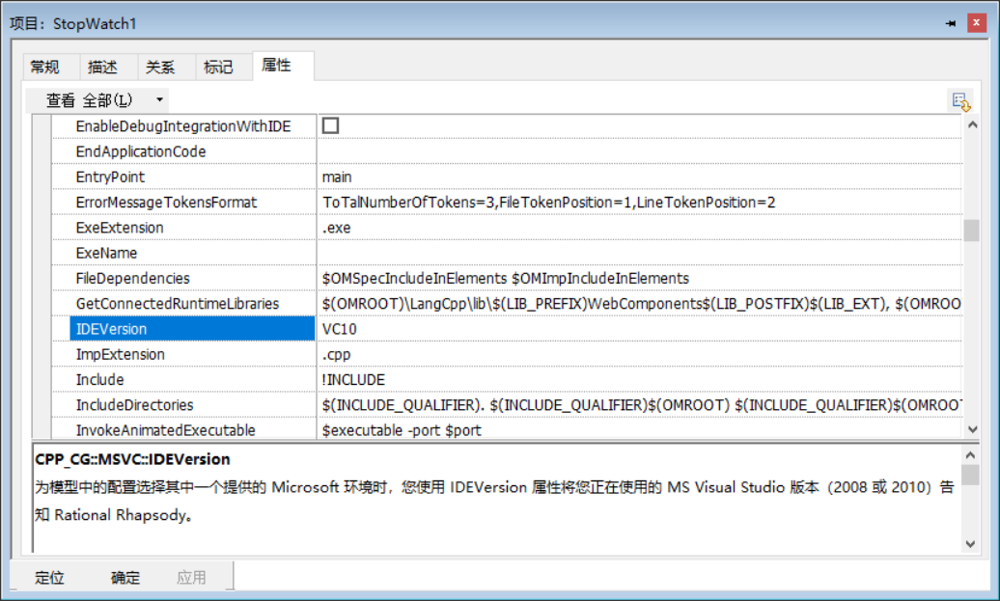 项目：StopWatch1
常规 描述 关系 标记 属性
查看 全部(L)
EnableDebugIntegrationWithIDE
EndApplicationCode
EntryPoint main
ErrorMessageTokensFormat ToTalNumberOfTokens=3,FileTokenPosition=1,LineTokenPosition=2
ExeExtension .exe
ExeName
FileDependencies $OMSpecIncludeInElements $OMImpIncludeInElements
GetConnectedRuntimeLibraries $(OMROOT)\LangCpp\lib\$(LIB_PREFIX)WebComponents$(LIB_POSTFIX)$(LIB_EXT), $(OMROO
IDEVersion VC10
ImpExtension .cpp
Include !INCLUDE
IncludeDirectories $(INCLUDE_QUALIFIER). $(INCLUDE_QUALIFIER)$(OMROOT) $(INCLUDE_QUALIFIER)$(OMROOT
InvokeAnimatedExecutable $executable -port $port
CPP_CG::MSVC::IDEVersion
为模型中的配置选择其中一个提供的 Microsoft 环境时，您使用 IDEVersion 属性将您正在使用的 MS Visual Studio 版本（2008 或 2010）告
知 Rational Rhapsody。
定位 确定 应用